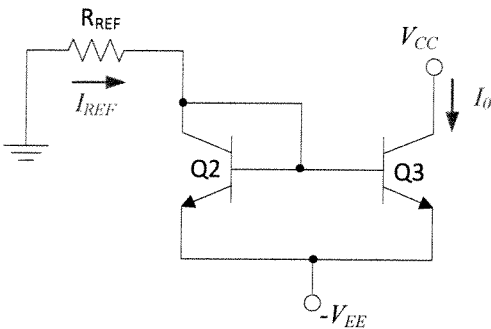 R_REF
V_CC
I_REF
I_0
Q2
Q3
-V_EE